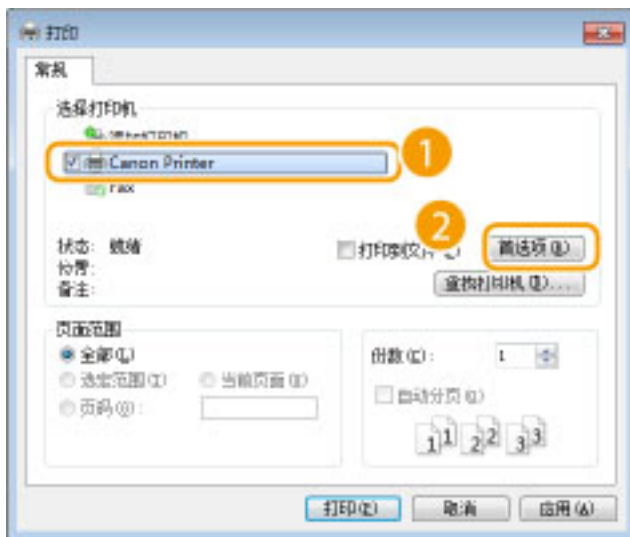 打印
常规
选择打印机
Canon Printer
1
Fax
2
状态: 就绪
打印到文件
首选项(R)
位置:
备注:
查找打印机(D)...
页面范围
全部(L)
份数(C): 1
选定范围(T) 当前页面(U)
自动分页(O)
页码(G):
1 1 2 2 3 3
打印(P) 取消 应用(A)